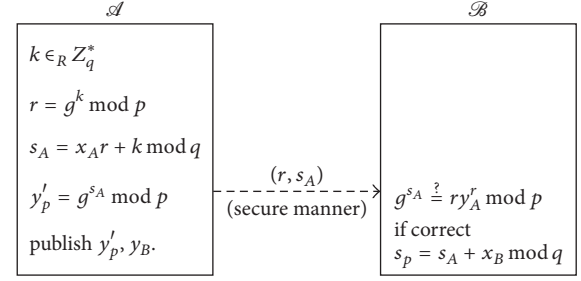 𝒜
ℬ
k ∈_R Z_q^*
r = g^k mod p
s_A = x_A r + k mod q
y′_p = g^{s_A} mod p
publish y′_p, y_B.
(r, s_A)
(secure manner)
g^{s_A} ≟ r y_A^r mod p
if correct
s_p = s_A + x_B mod q